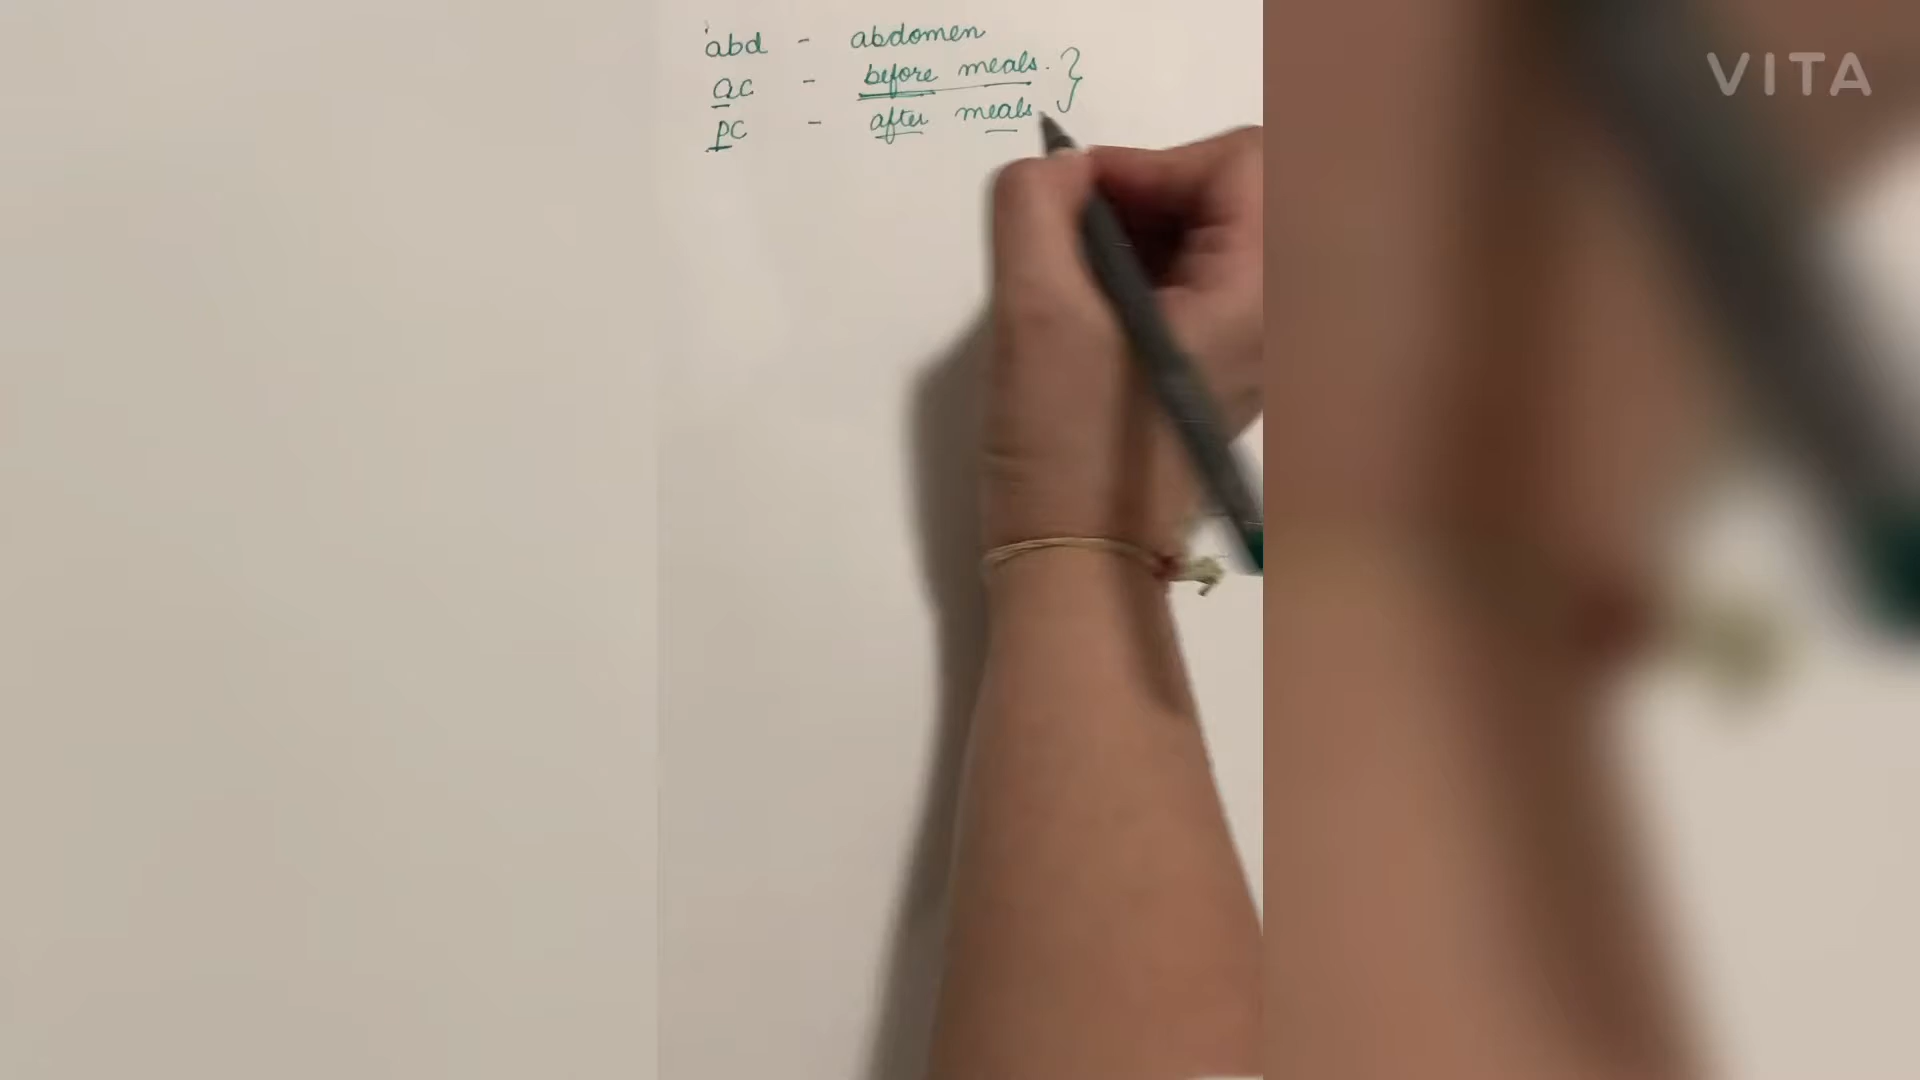 abd - abdomen
ac - before meals.
pc - after meals
VITA